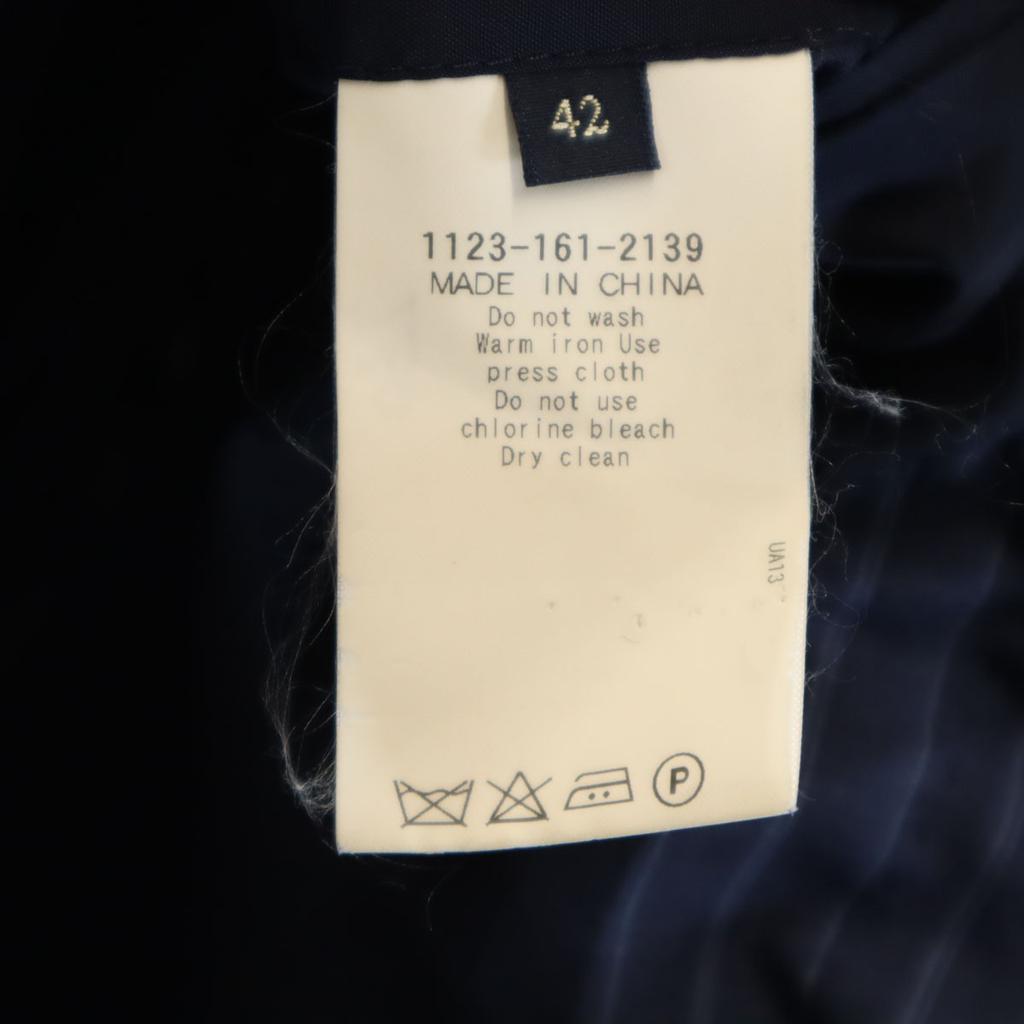 42
1123-161-2139
MADE IN CHINA
Do not wash
Warm iron Use
press cloth
Do not use
chlorine bleach
Dry clean
UA13
P